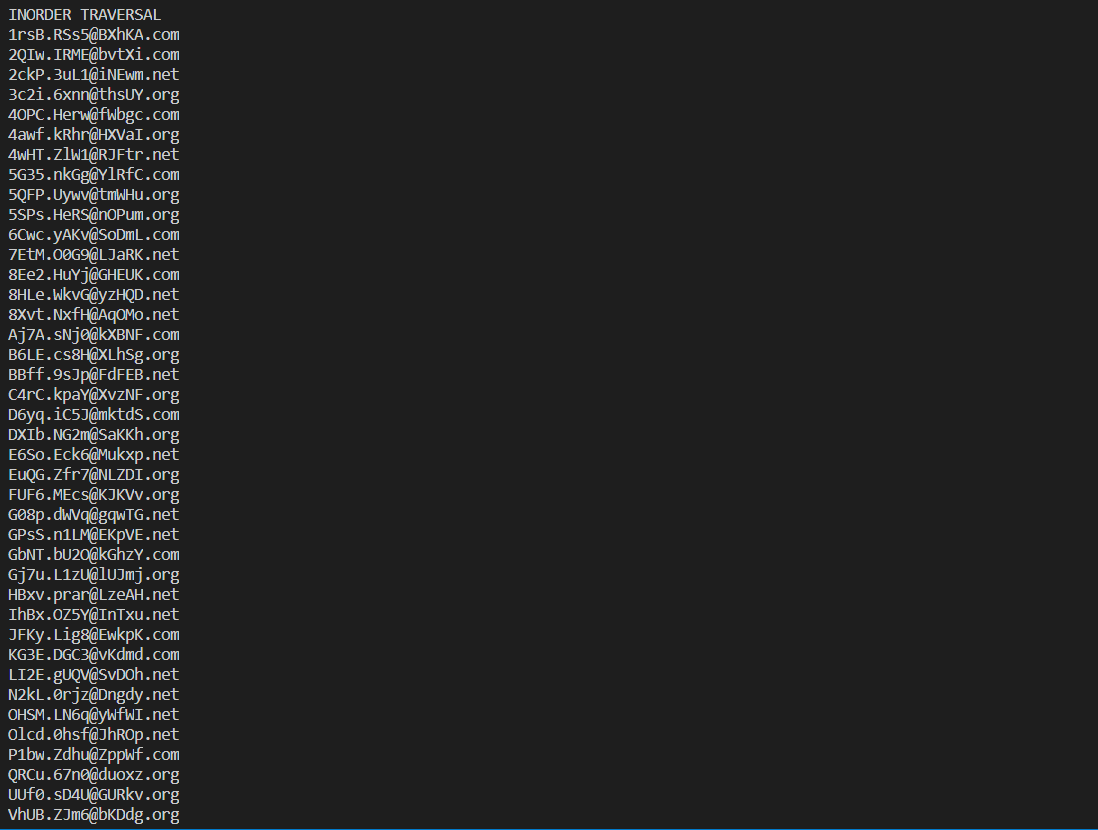 INORDER TRAVERSAL
1rsB.RSs5@BXhKA.com
2QIw.IRME@bvtXi.com
2ckP.3uL1@iNEwm.net
3c2i.6xnn@thsUY.org
4OPC.Herw@fWbgc.com
4awf.kRhr@HXVaI.org
4wHT.ZlW1@RJFtr.net
5G35.nkGg@YlRfC.com
5QFP.Uywv@tmWHu.org
5SPs.HeRS@nOPum.org
6Cwc.yAKv@SoDmL.com
7EtM.O0G9@LJaRK.net
8Ee2.HuYj@GHEUK.com
8HLe.WkvG@yzHQD.net
8Xvt.NxfH@AqOMo.net
Aj7A.sNj0@kXBNF.com
B6LE.cs8H@XLhSg.org
BBff.9sJp@FdFEB.net
C4rC.kpaY@XvzNF.org
D6yq.iC5J@mktdS.com
DXIb.NG2m@SaKKh.org
E6So.Eck6@Mukxp.net
EuQG.Zfr7@NLZDI.org
FUF6.MEcs@KJKVv.org
G08p.dWVq@gqwTG.net
GPsS.n1LM@EKpVE.net
GbNT.bU2O@kGhzY.com
Gj7u.L1zU@lUJmj.org
HBxv.prar@LzeAH.net
IhBx.OZ5Y@InTxu.net
JFKy.Lig8@EwkpK.com
KG3E.DGC3@vKdmd.com
LI2E.gUQV@SvDOh.net
N2kL.0rjz@Dngdy.net
OHSM.LN6q@yWfWI.net
Olcd.0hsf@JhROp.net
P1bw.Zdhu@ZppWf.com
QRCu.67n0@duoxz.org
UUf0.sD4U@GURkv.org
VhUB.ZJm6@bKDdg.org